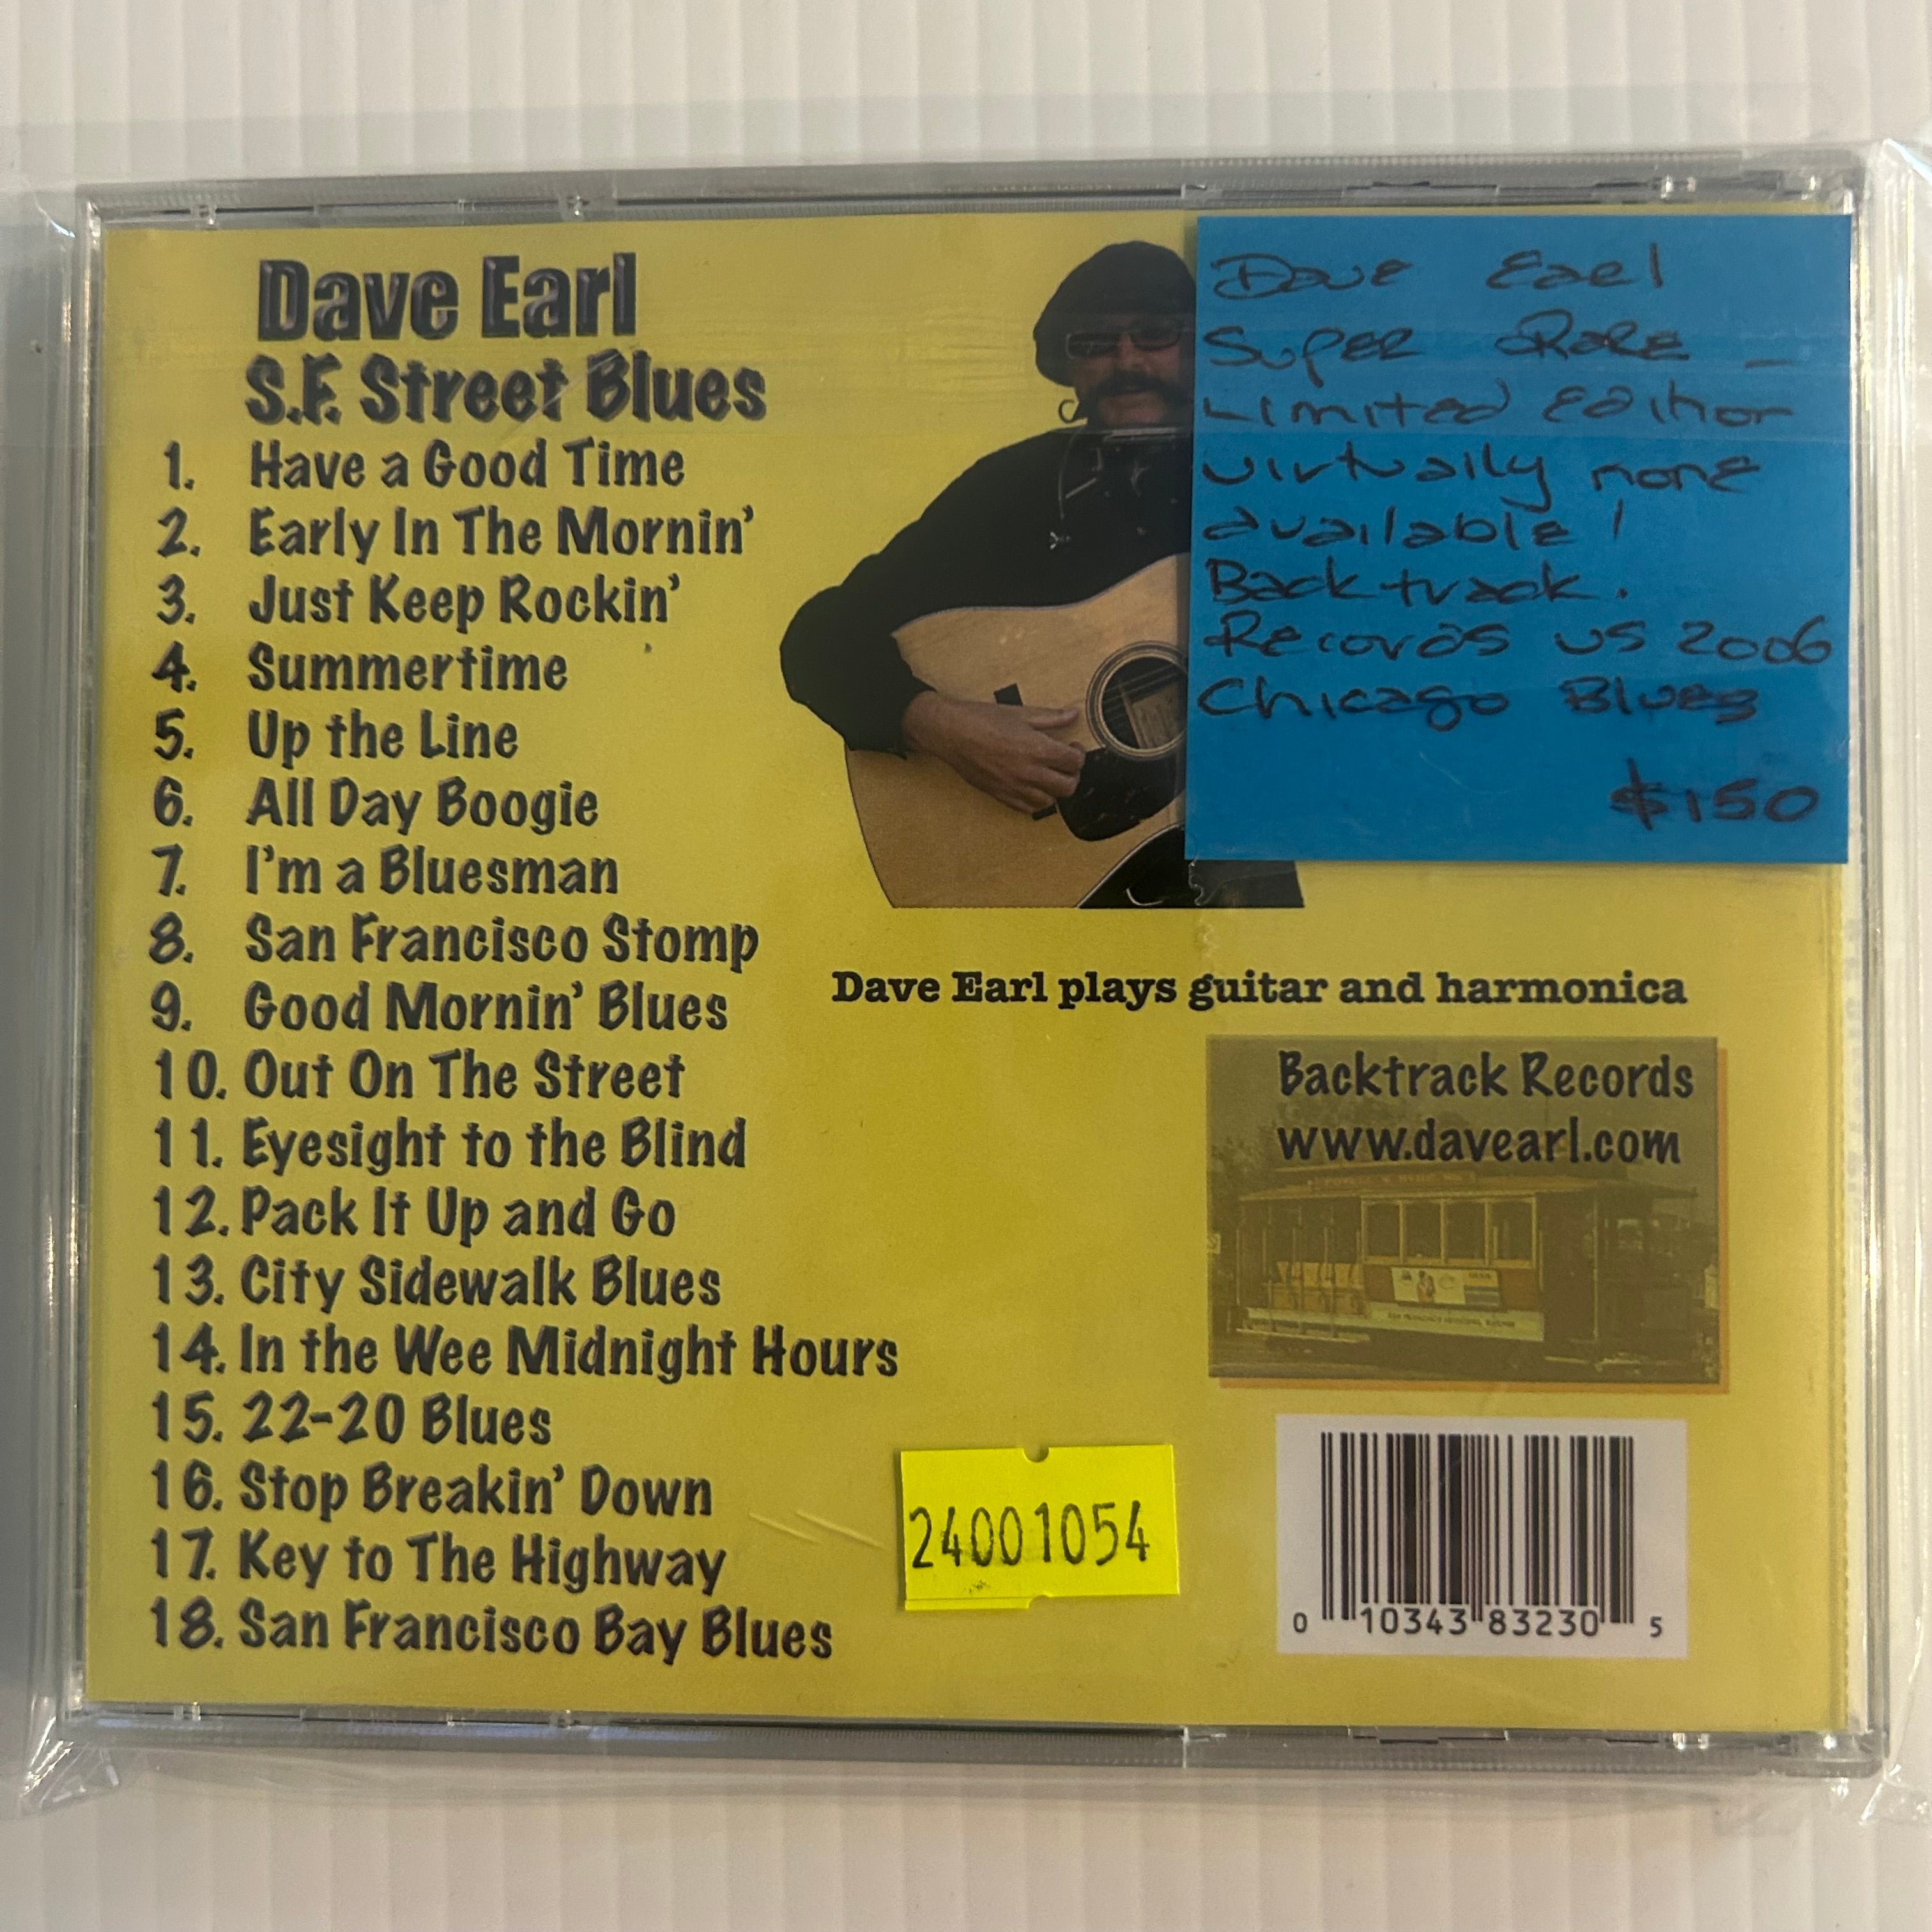 Dave Earl
S.F. Street Blues
1. Have a Good Time
2. Early In The Mornin'
3. Just Keep Rockin'
4. Summertime
5. Up the Line
6. All Day Boogie
7. I'm a Bluesman
8. San Francisco Stomp
9. Good Mornin' Blues
10. Out On The Street
11. Eyesight to the Blind
12. Pack It Up and Go
13. City Sidewalk Blues
14. In the Wee Midnight Hours
15. 22-20 Blues
16. Stop Breakin' Down
17. Key to The Highway
18. San Francisco Bay Blues
Dave Earl
Super Rare -
Limited Edition
virtually none
available!
Backtrack.
Records US 2006
Chicago Blues
$150
Dave Earl plays guitar and harmonica
Backtrack Records
www.davearl.com
24001054
0 10343 83230 5